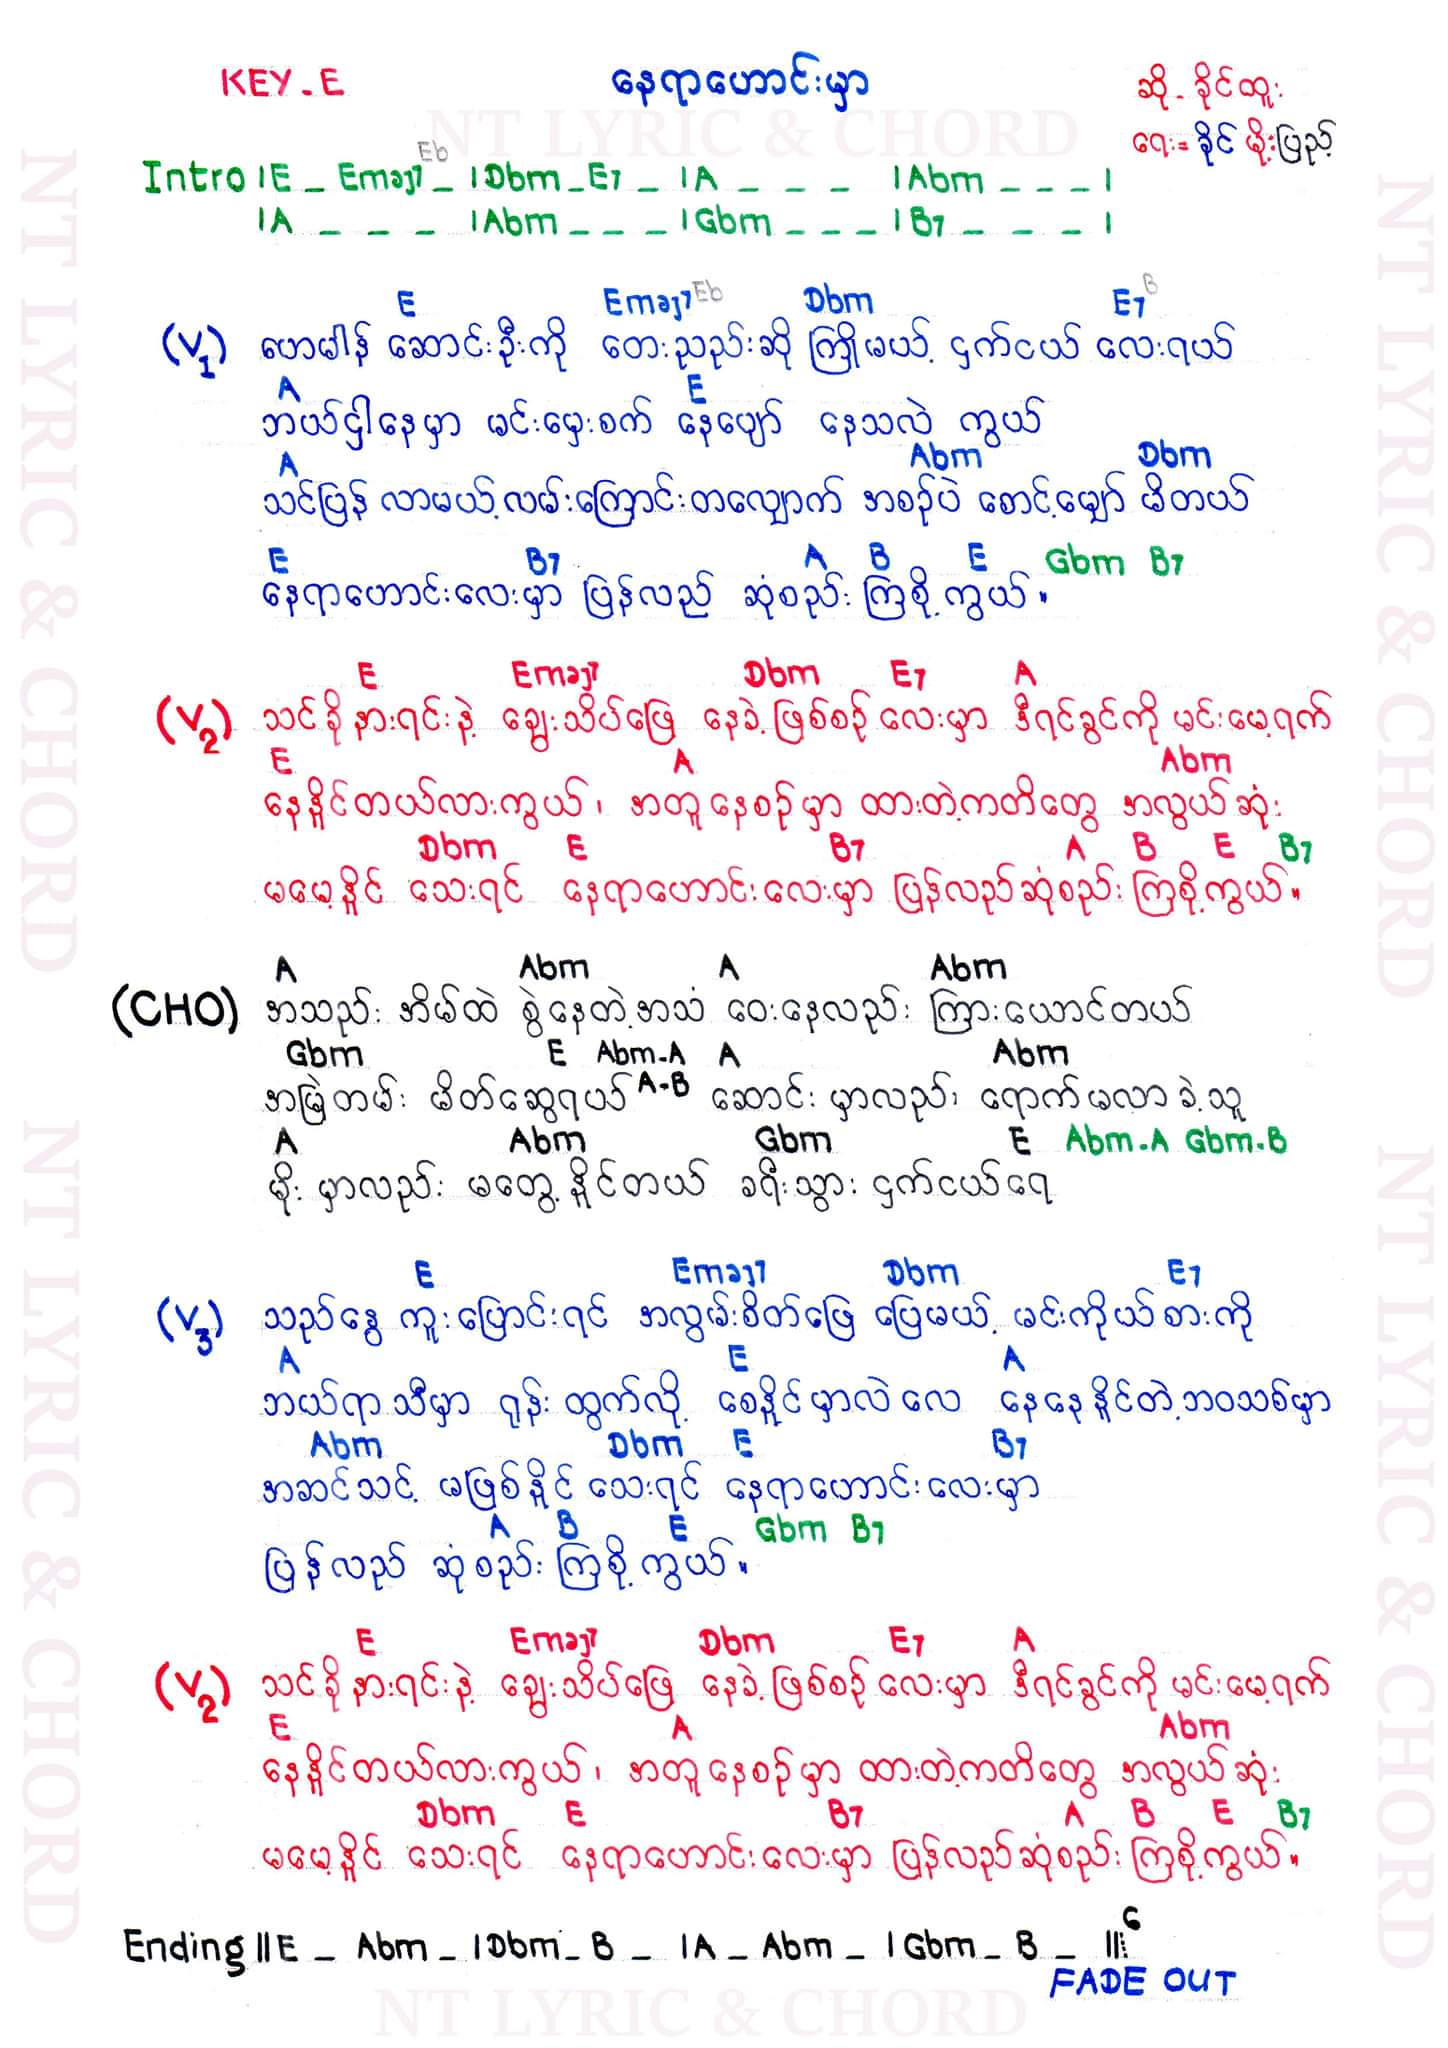 KEY - E နေရာဟောင်းမှာ ဆို - ခိုင်ထူး
NT LYRIC & CHORD
ရေး = ခိုင် မိုးပြည့်
Eb
Intro |E _ Emaj7 _ |Dbm _ E7 _ |A _ _ _ |Abm _ _ _ |
|A _ _ _ |Abm _ _ _ |Gbm _ _ _ |B7 _ _ _ |
E Emaj7 Eb Dbm E7 B
(V1) ဟေမါန် ဆောင်းဦးကို တေးညည်းဆို ကြိုမယ့် ငှက်ငယ် လေးရယ်
A E
ဘယ်ဌါနေမှာ မင်းမှေးစက် နေပျော် နေသလဲ ကွယ်
A Abm Dbm
သင်ပြန် လာမယ့်လမ်းကြောင်းတလျှောက် အစဉ်ပဲ စောင့်မျှော် မိတယ်
E B7 A B E Gbm B7
နေရာဟောင်းလေးမှာ ပြန်လည် ဆုံစည်း ကြစို့ကွယ်။
E Emaj7 Dbm E7 A
(V2) သင်ခို နားရင်းနဲ့ ချွေးသိပ်ဖြေ နေခဲ့ဖြစ်စဉ် လေးမှာ ဒီရင်ခွင်ကို မင်းမေ့ရက်
E A Abm
နေနိူင်တယ်လားကွယ်၊ အတူနေစဉ်မှာ ထားတဲ့ကတိတွေ အလွယ်ဆုံး
Dbm E B7 A B E B7
မမေ့နိူင် သေးရင် နေရာဟောင်းလေးမှာ ပြန်လည်ဆုံစည်း ကြစို့ကွယ်။
A Abm A Abm
(CHO) အသည်း အိမ်ထဲ စွဲနေတဲ့အသံ ဝေးနေလည်း ကြားယောင်တယ်
Gbm E Abm-A A Abm
အမြဲတမ်း မိတ်ဆွေရယ် A-B ဆောင်း မှာလည်း ရောက်မလာခဲ့သူ
A Abm Gbm E Abm-A Gbm-B
မိုး မှာလည်း မတွေ့နိူင်တယ် ခရီးသွား ငှက်ငယ်ရေ
E Emaj7 Dbm E7
(V3) သည်နွေ ကူးပြောင်းရင် အလွမ်းစိတ်ဖြေ ပြေမယ့် မင်းကိုယ်စားကို
A E A
ဘယ်ရာသီမှာ ရုန်းထွက်လို့ စေနိူင်မှာလဲလေ နေနေနိူင်တဲ့ဘဝသစ်မှာ
Abm Dbm E B7
အဆင်သင့် မဖြစ်နိူင် သေးရင် နေရာဟောင်းလေးမှာ
A B E Gbm B7
ပြန်လည် ဆုံစည်း ကြစို့ကွယ်။
E Emaj7 Dbm E7 A
(V2) သင်ခို နားရင်းနဲ့ ချွေးသိပ်ဖြေ နေခဲ့ဖြစ်စဉ် လေးမှာ ဒီရင်ခွင်ကို မင်းမေ့ရက်
E A Abm
နေနိူင်တယ်လားကွယ်၊ အတူနေစဉ်မှာ ထားတဲ့ကတိတွေ အလွယ်ဆုံး
Dbm E B7 A B E B7
မမေ့နိူင် သေးရင် နေရာဟောင်းလေးမှာ ပြန်လည်ဆုံစည်း ကြစို့ကွယ်။
Ending ||E _ Abm _ |Dbm _ B _ |A _ Abm _ |Gbm _ B _ ||: 6
FADE OUT
NT LYRIC & CHORD
NT LYRIC & CHORD
NT LYRIC & CHORD
NT LYRIC & CHORD
NT LYRIC & CHORD